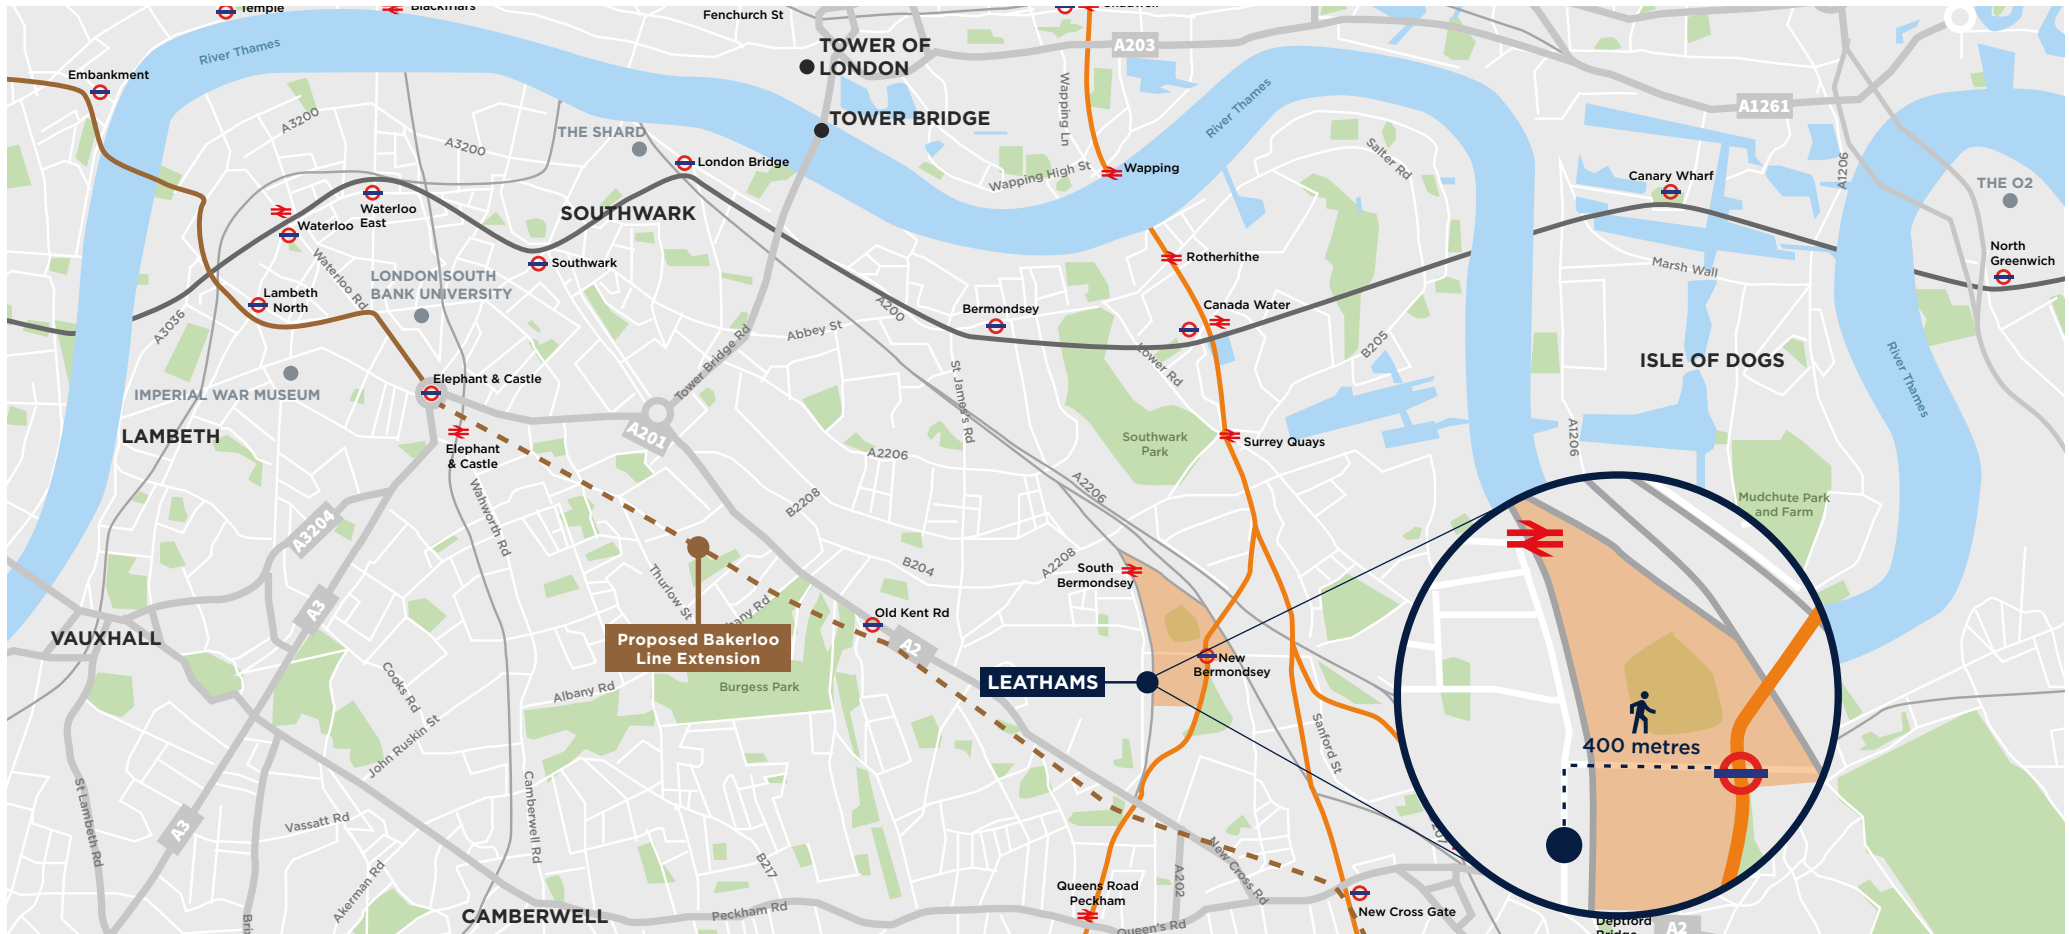 Temple
Blackfriars
Fenchurch St
Shadwell
River Thames
TOWER OF
LONDON
A203
Embankment
A1261
TOWER BRIDGE
A3200
THE SHARD
A3200
London Bridge
Wapping Ln
River Thames
Salter Rd
Wapping High St
Wapping
Canary Wharf
A1206
THE O2
Waterloo
East
Waterloo
SOUTHWARK
Southwark
Rotherhithe
North
Greenwich
Marsh Wall
Waterloo Rd
LONDON SOUTH
BANK UNIVERSITY
Lambeth
North
A3036
A200
Bermondsey
Canada Water
Abbey St
Tower Bridge Rd
Lower Rd
B205
ISLE OF DOGS
River Thames
St James's Rd
Elephant & Castle
IMPERIAL WAR MUSEUM
LAMBETH
A201
Elephant
& Castle
A2206
Southwark
Park
Surrey Quays
A1206
A2206
Mudchute Park
and Farm
Walworth Rd
B2208
A3204
A2208
B204
South
Bermondsey
Thurlow St
Albany Rd
Old Kent Rd
A3
VAUXHALL
Proposed Bakerloo
Line Extension
A2
New
Bermondsey
LEATHAMS
Burgess Park
Albany Rd
Cooks Rd
400 metres
John Ruskin St
Sanford St
St Lambeth Rd
A3
Vassatt Rd
Camberwell Rd
B217
A202
New Cross Rd
Akerman Rd
Queens Road
Peckham
New Cross Gate
CAMBERWELL
Peckham Rd
Queen's Rd
Deptford
Bridge
A2